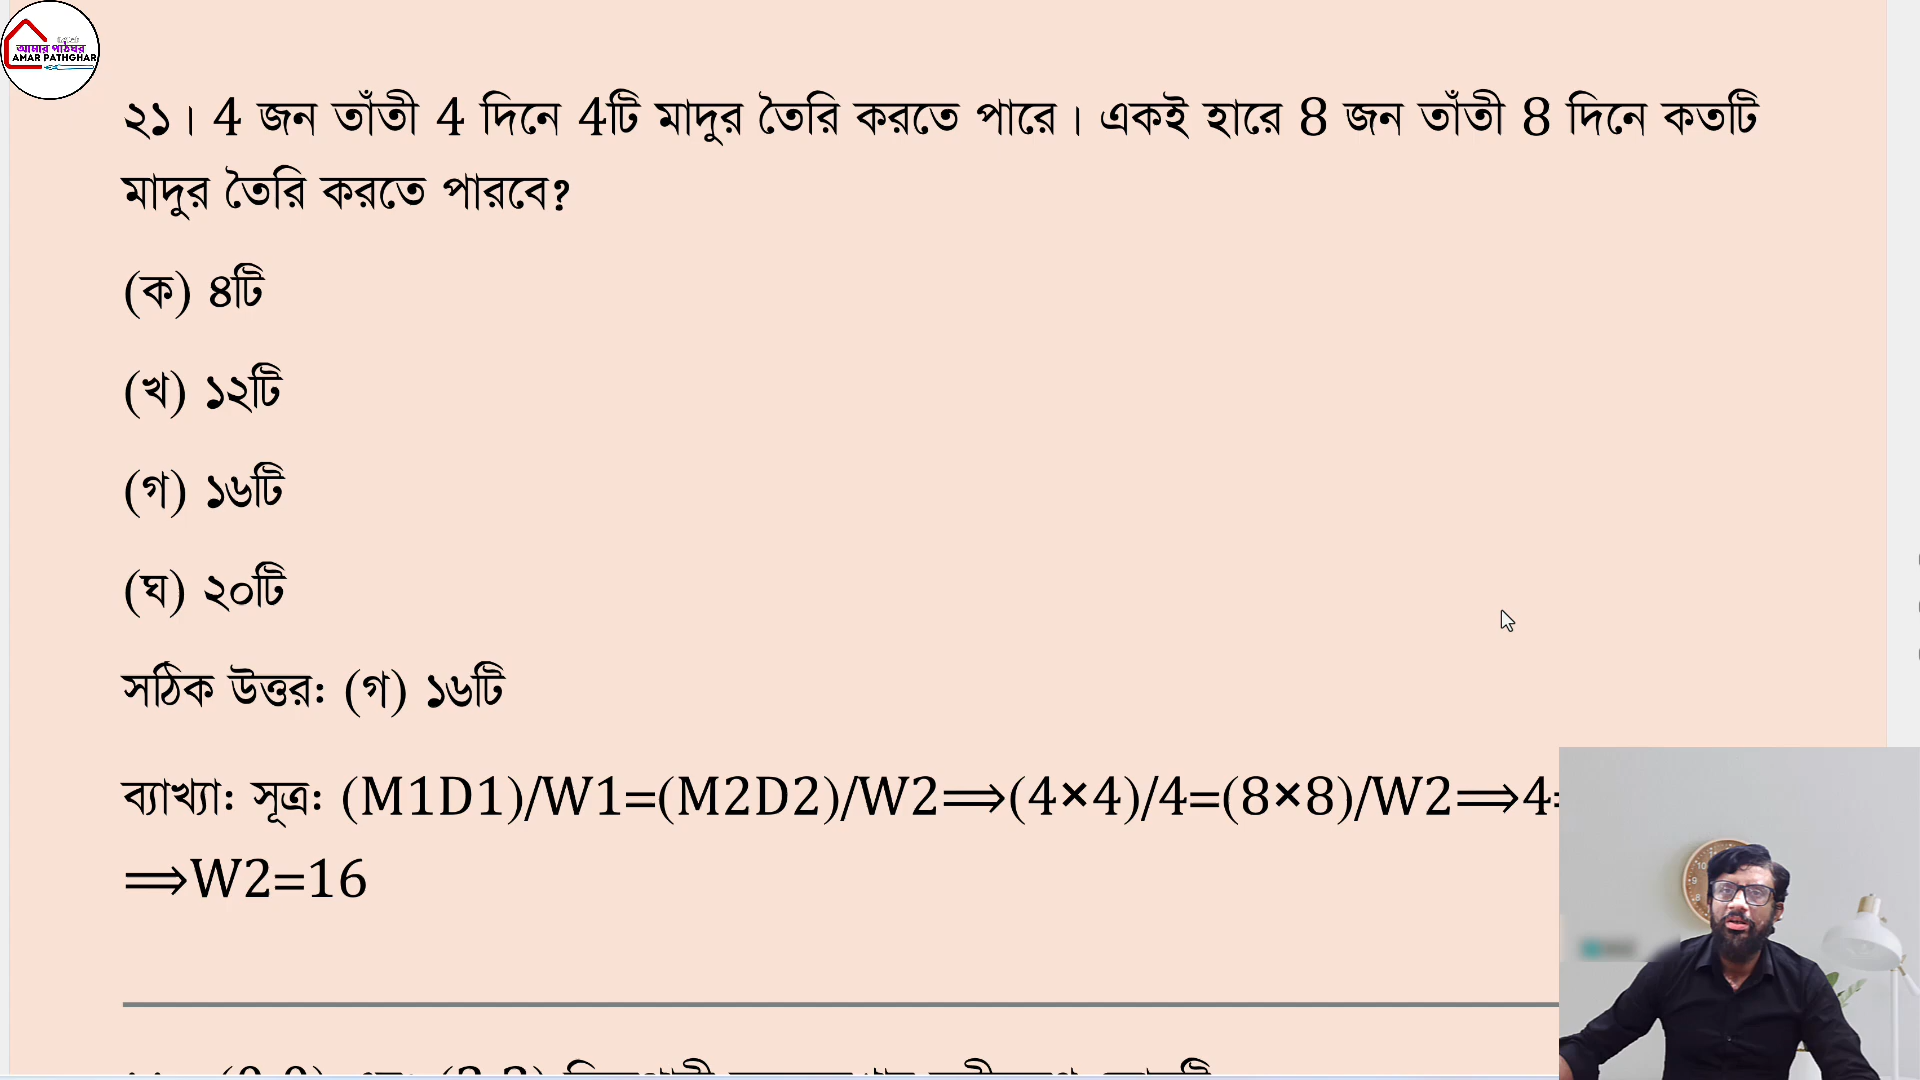 আমার পাঠঘর
AMAR PATHGHAR
২১। 4 জন তাঁতী 4 দিনে 4টি মাদুর তৈরি করতে পারে। একই হারে 8 জন তাঁতী 8 দিনে কতটি
মাদুর তৈরি করতে পারবে?
(ক) ৪টি
(খ) ১২টি
(গ) ১৬টি
(ঘ) ২০টি
সঠিক উত্তর: (গ) ১৬টি
ব্যাখ্যা: সূত্র: (M1D1)/W1=(M2D2)/W2⟹(4×4)/4=(8×8)/W2⟹4=
⟹W2=16